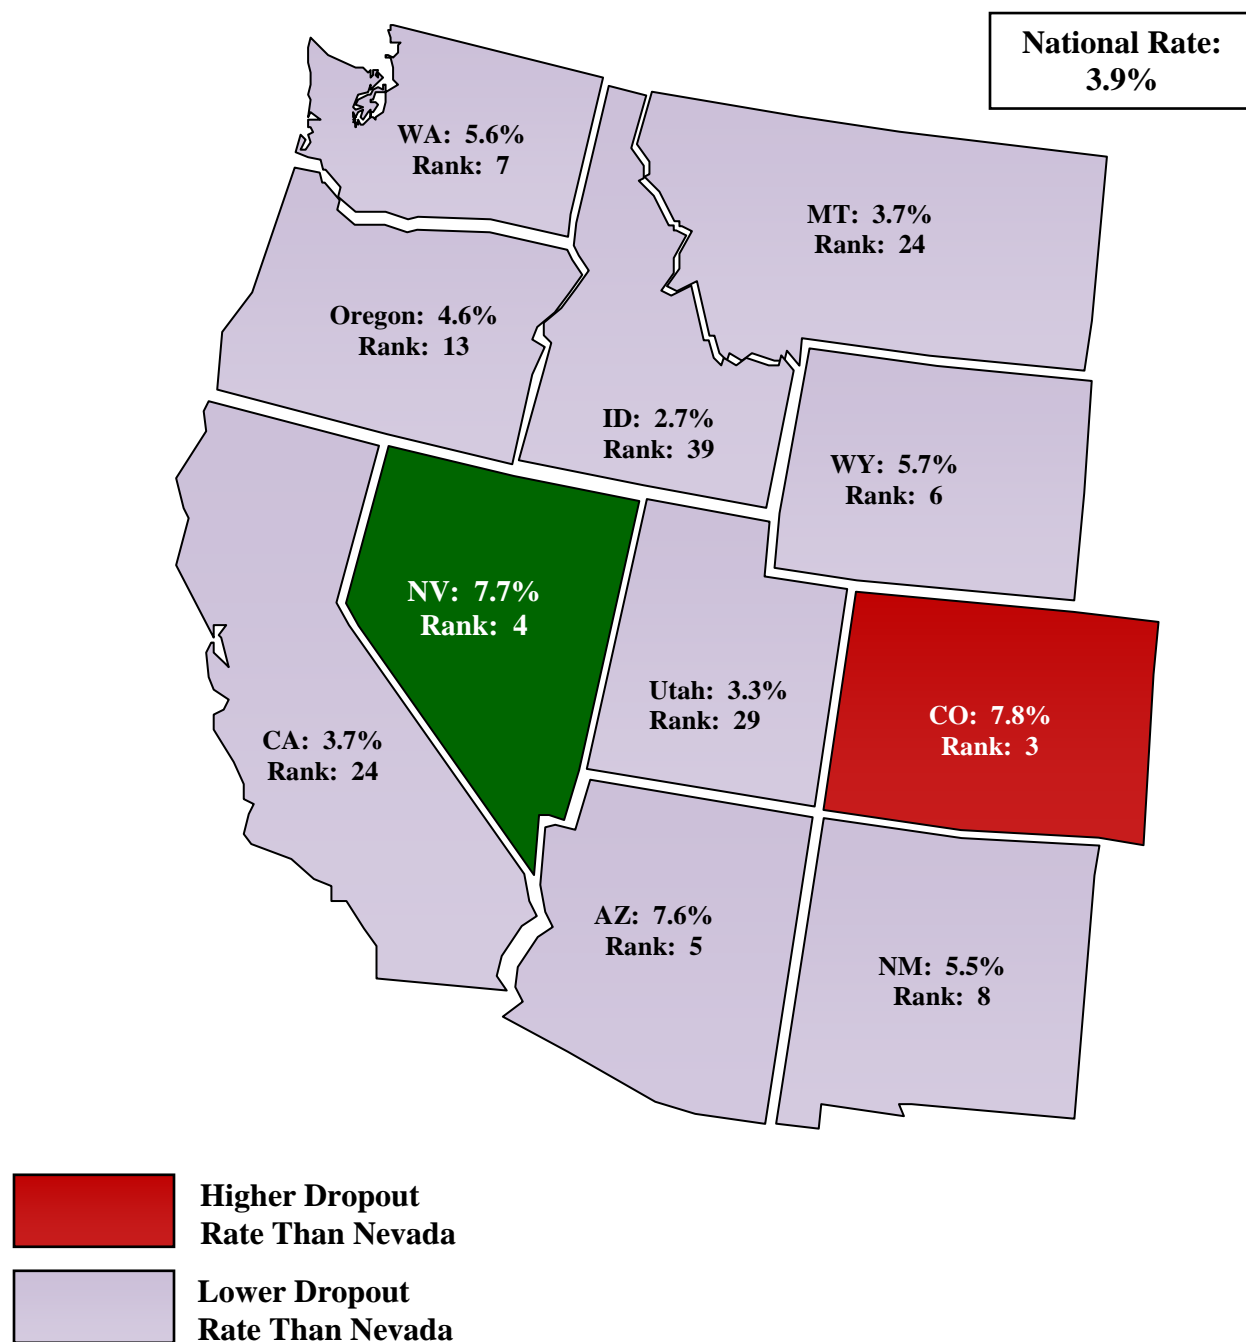 National Rate:
3.9%
WA: 5.6%
Rank: 7
MT: 3.7%
Rank: 24
Oregon: 4.6%
Rank: 13
ID: 2.7%
Rank: 39
WY: 5.7%
Rank: 6
NV: 7.7%
Rank: 4
Utah: 3.3%
Rank: 29
CO: 7.8%
Rank: 3
CA: 3.7%
Rank: 24
AZ: 7.6%
Rank: 5
NM: 5.5%
Rank: 8
Higher Dropout
Rate Than Nevada
Lower Dropout
Rate Than Nevada